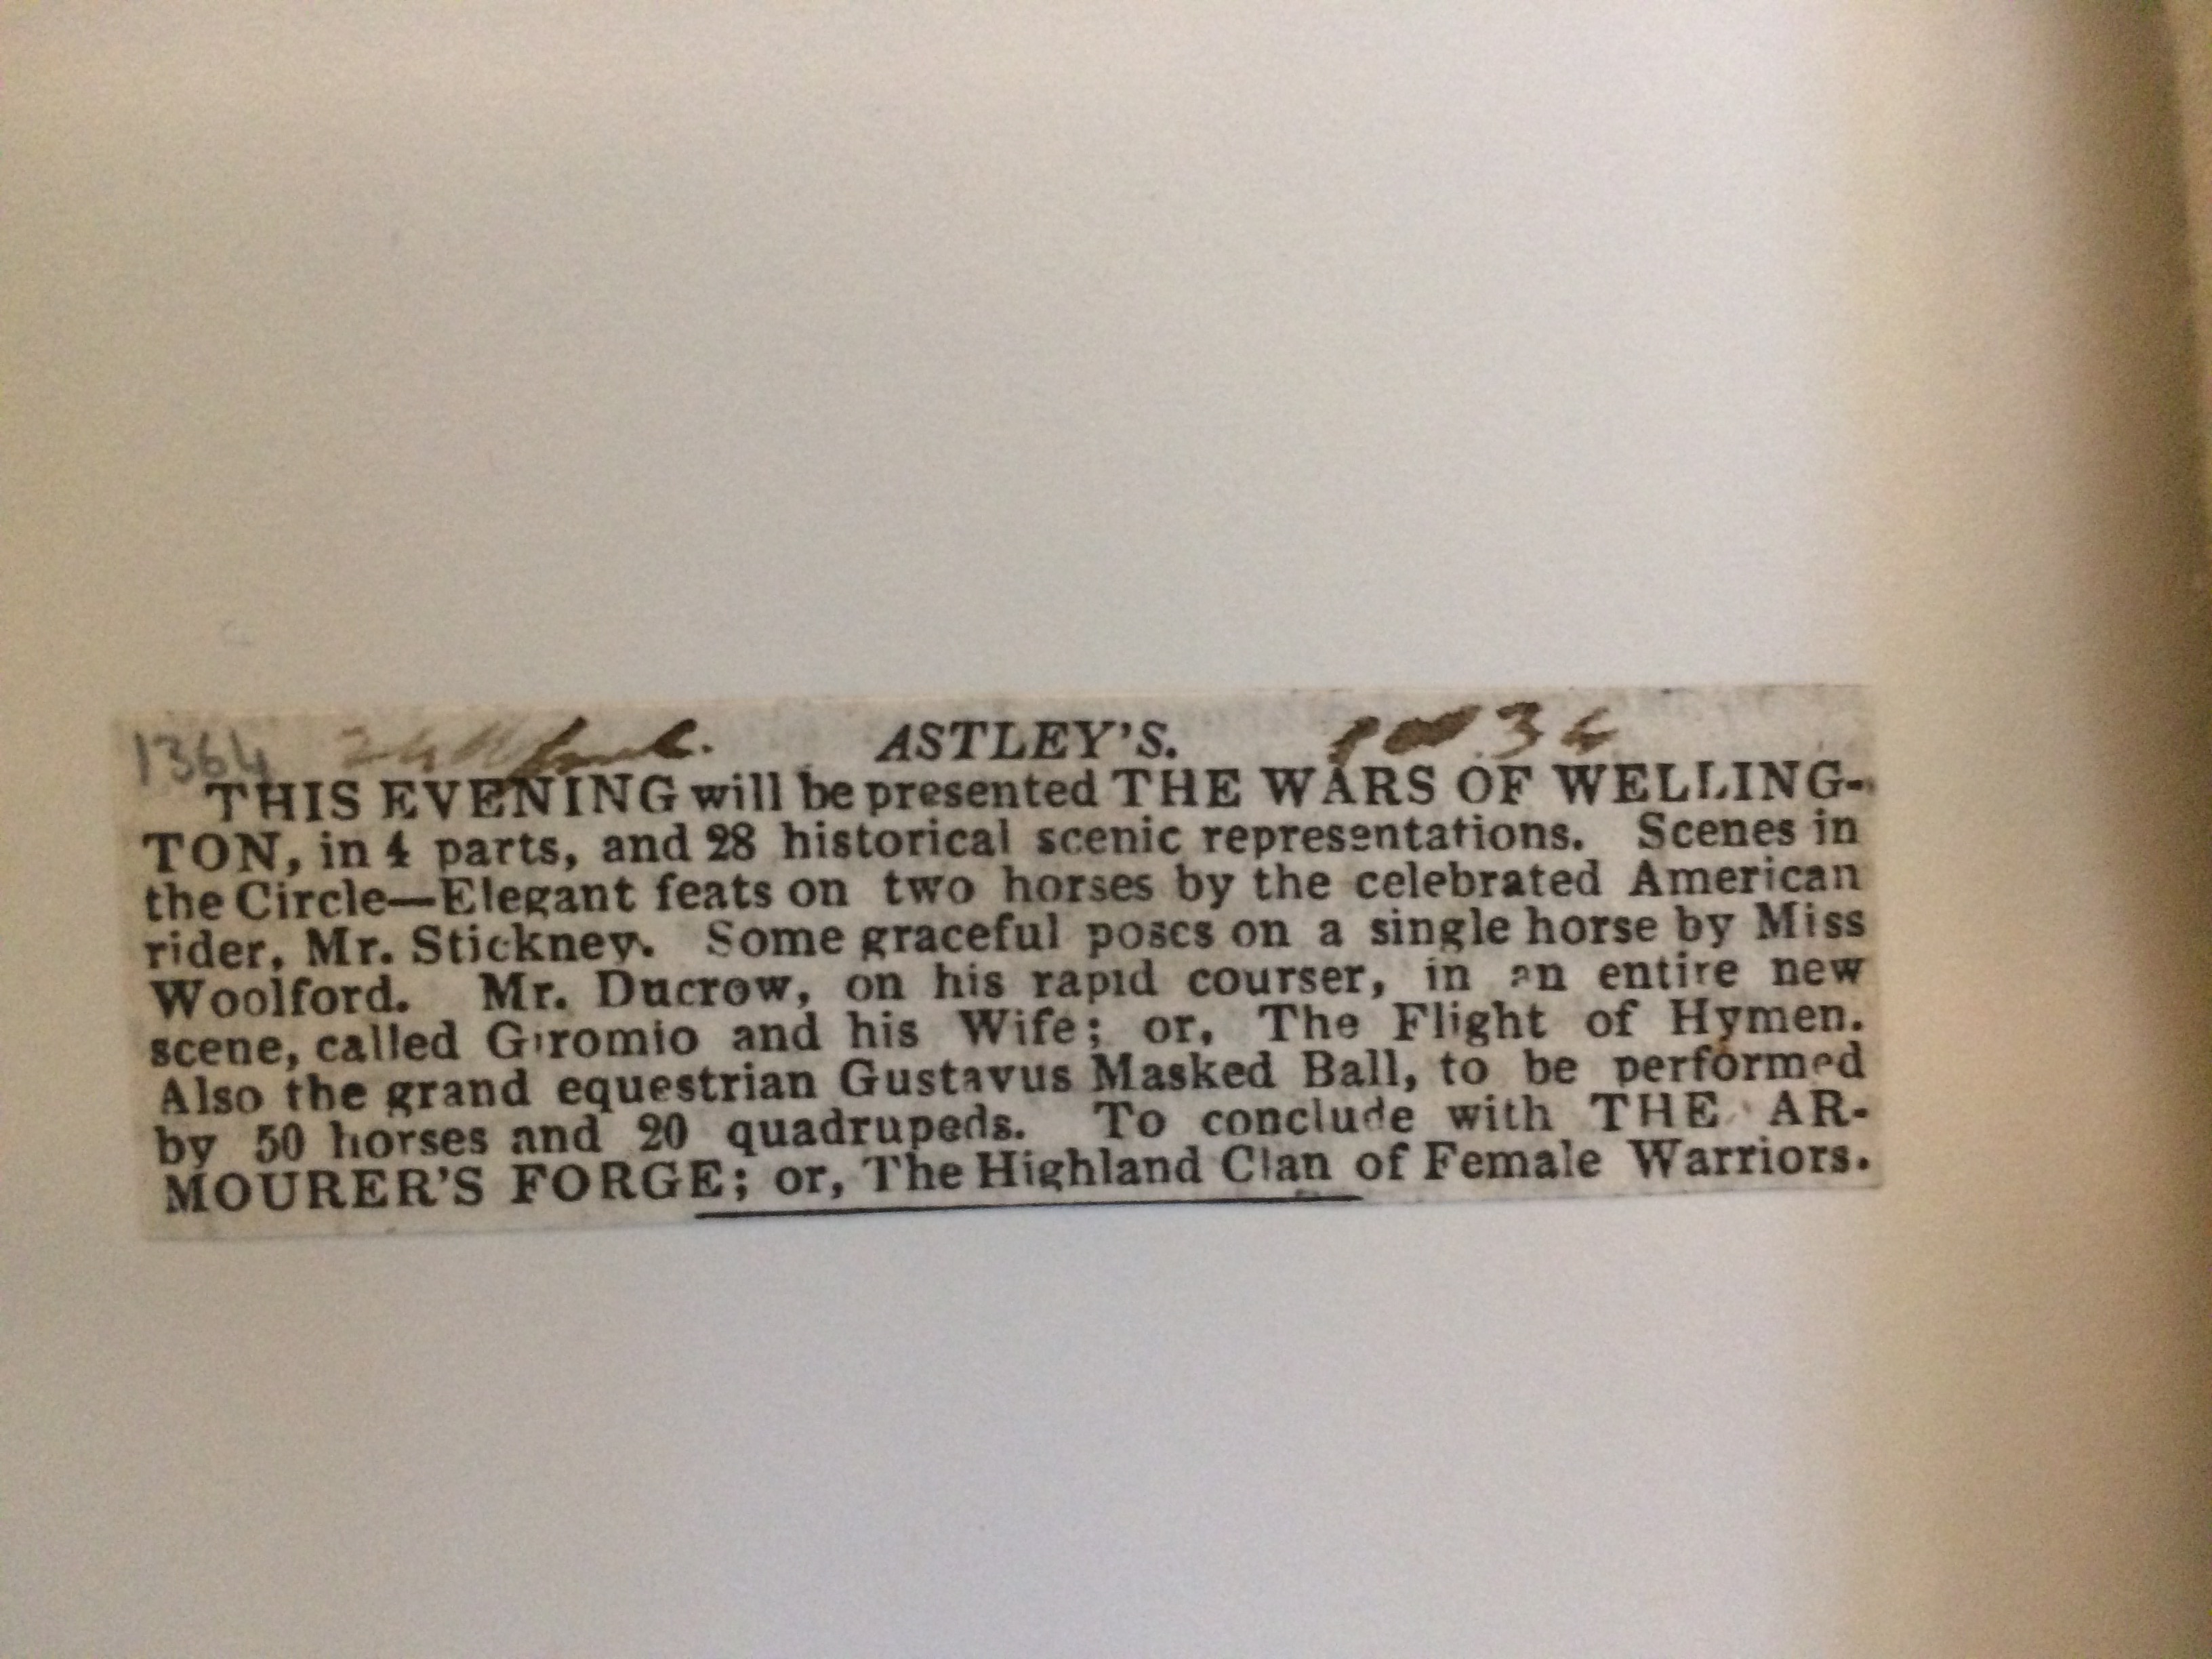 1364 ASTLEY'S. 34
THIS EVENING will be presented THE WARS OF WELLING-
TON, in 4 parts, and 28 historical scenic representations. Scenes in
the Circle—Elegant feats on two horses by the celebrated American
rider, Mr. Stickney. Some graceful poses on a single horse by Miss
Woolford. Mr. Ducrow, on his rapid courser, in an entire new
scene, called Giromio and his Wife; or, The Flight of Hymen.
Also the grand equestrian Gustavus Masked Ball, to be performed
by 50 horses and 20 quadrupeds. To conclude with THE AR-
MOURER'S FORGE; or, The Highland Clan of Female Warriors.